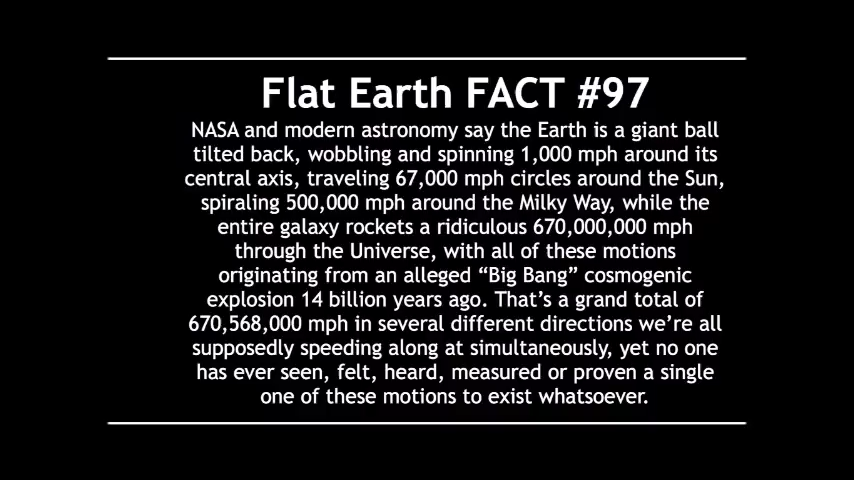 Flat Earth FACT #97
NASA and modern astronomy say the Earth is a giant ball
tilted back, wobbling and spinning 1,000 mph around its
central axis, traveling 67,000 mph circles around the Sun,
spiraling 500,000 mph around the Milky Way, while the
entire galaxy rockets a ridiculous 670,000,000 mph
through the Universe, with all of these motions
originating from an alleged “Big Bang” cosmogenic
explosion 14 billion years ago. That’s a grand total of
670,568,000 mph in several different directions we’re all
supposedly speeding along at simultaneously, yet no one
has ever seen, felt, heard, measured or proven a single
one of these motions to exist whatsoever.